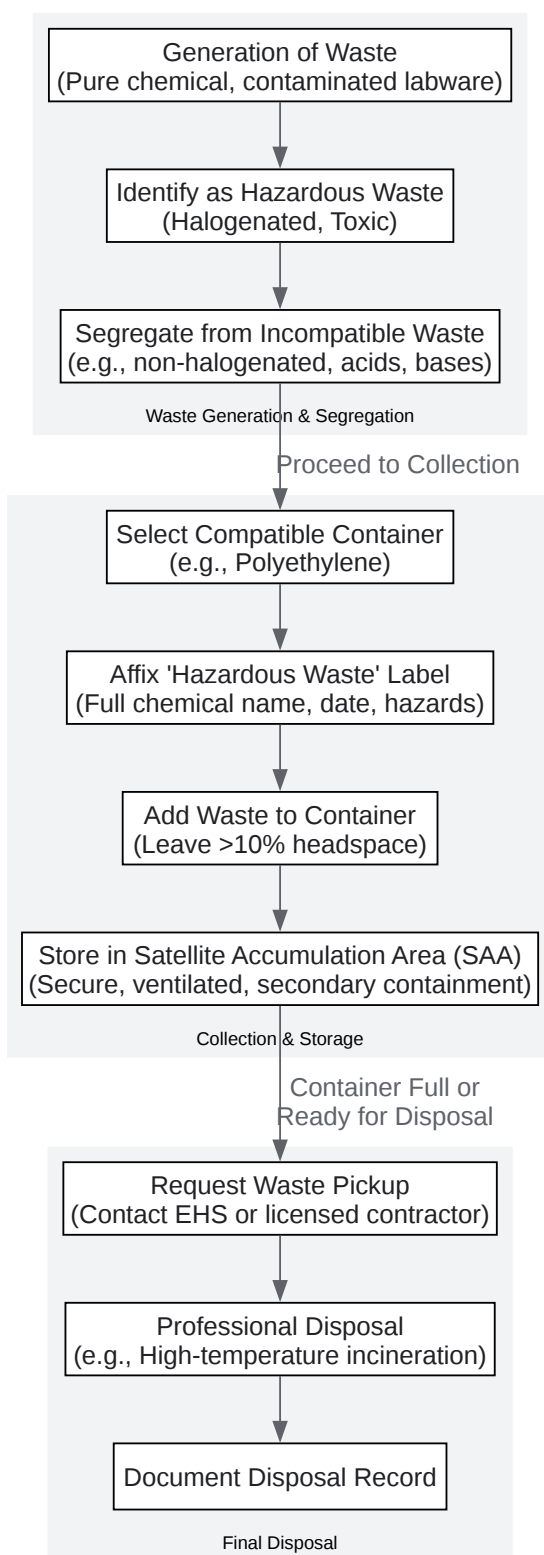 Generation of Waste
(Pure chemical, contaminated labware)
Identify as Hazardous Waste
(Halogenated, Toxic)
Segregate from Incompatible Waste
(e.g., non-halogenated, acids, bases)
Waste Generation & Segregation
Proceed to Collection
Select Compatible Container
(e.g., Polyethylene)
Affix 'Hazardous Waste' Label
(Full chemical name, date, hazards)
Add Waste to Container
(Leave >10% headspace)
Store in Satellite Accumulation Area (SAA)
(Secure, ventilated, secondary containment)
Collection & Storage
Container Full or
Ready for Disposal
Request Waste Pickup
(Contact EHS or licensed contractor)
Professional Disposal
(e.g., High-temperature incineration)
Document Disposal Record
Final Disposal